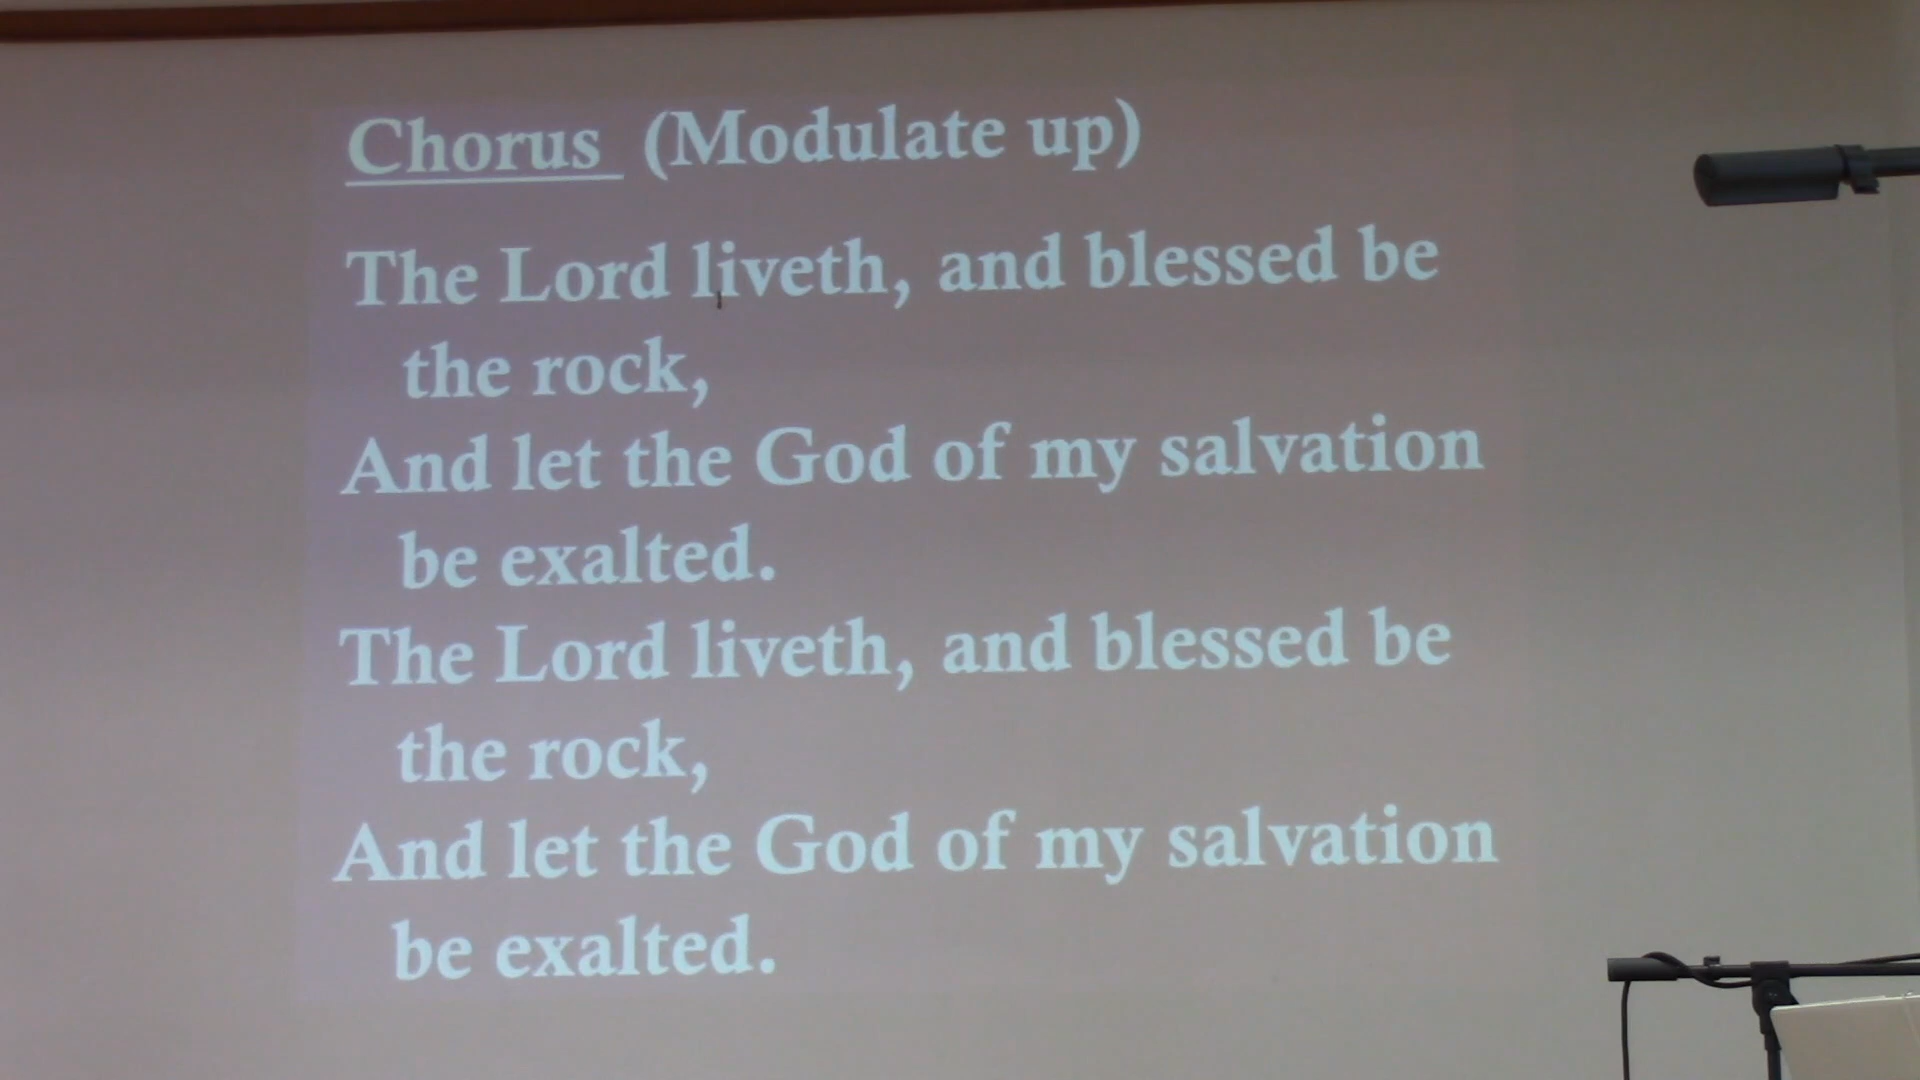 Chorus (Modulate up)
The Lord liveth, and blessed be
the rock,
And let the God of my salvation
be exalted.
The Lord liveth, and blessed be
the rock,
And let the God of my salvation
be exalted.